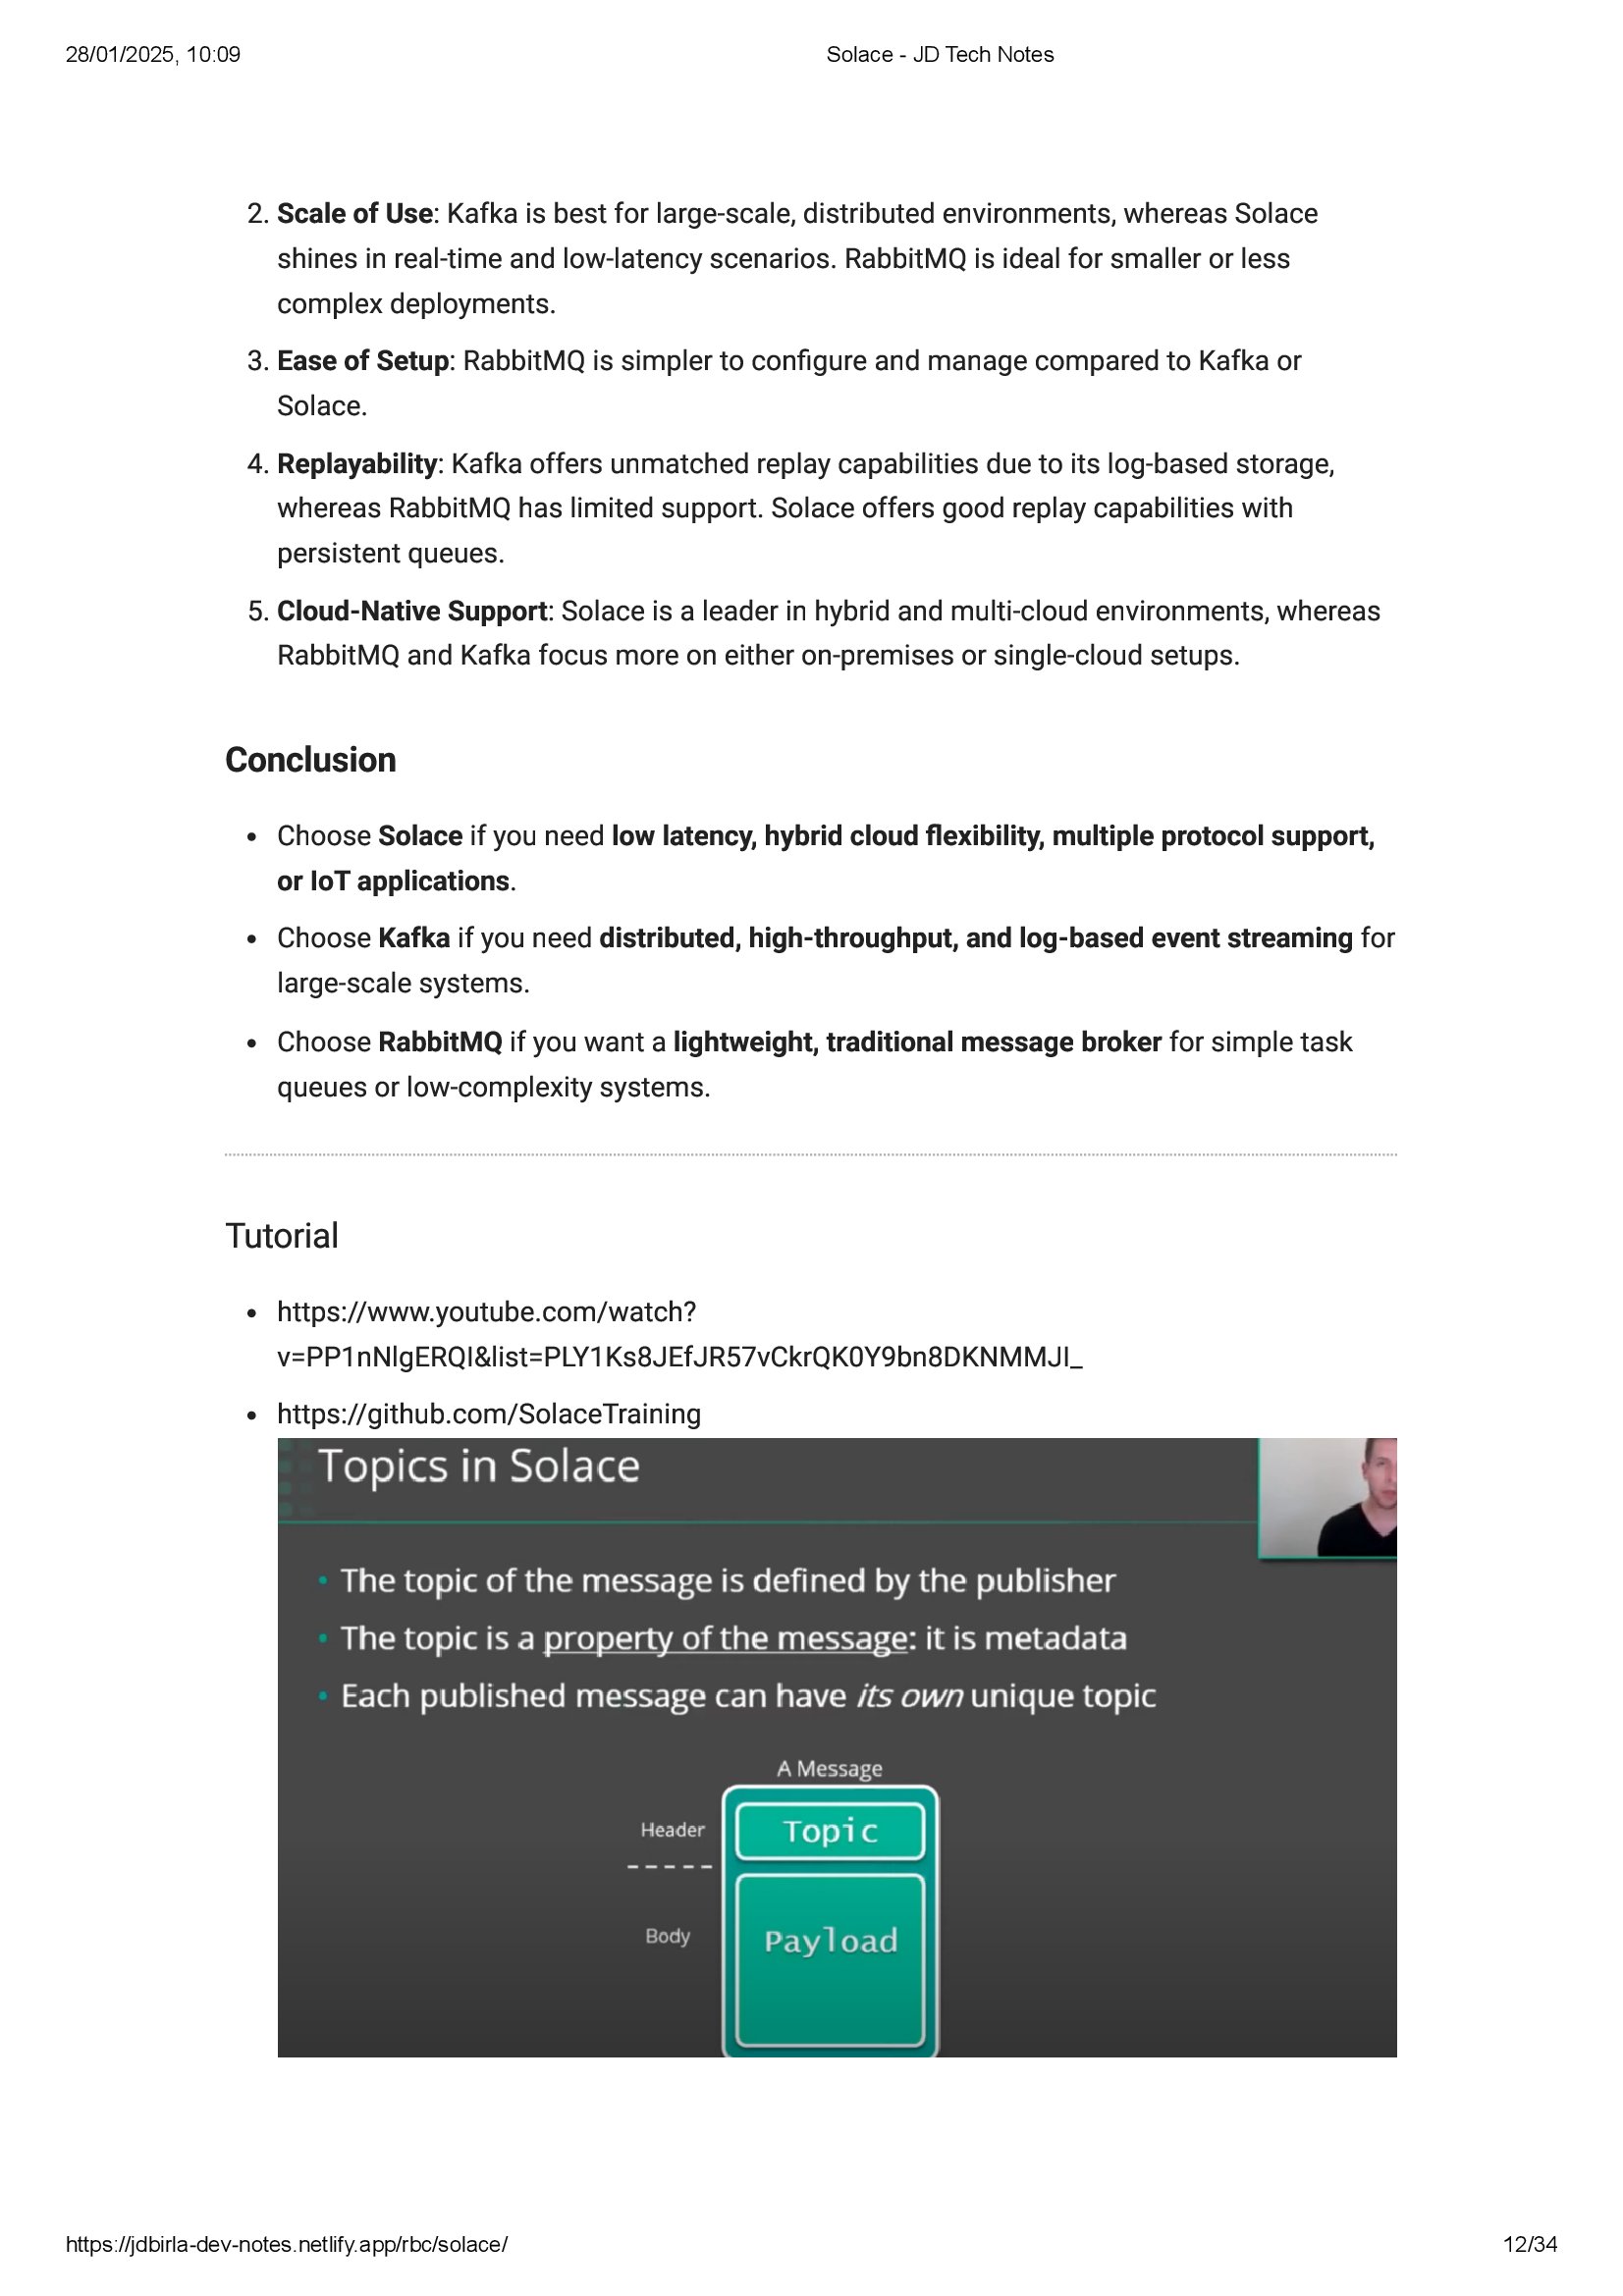 28/01/2025, 10:09
Solace - JD Tech Notes
2. Scale of Use: Kafka is best for large-scale, distributed environments, whereas Solace
shines in real-time and low-latency scenarios. RabbitMQ is ideal for smaller or less
complex deployments.
3. Ease of Setup: RabbitMQ is simpler to configure and manage compared to Kafka or
Solace.
4. Replayability: Kafka offers unmatched replay capabilities due to its log-based storage,
whereas RabbitMQ has limited support. Solace offers good replay capabilities with
persistent queues.
5. Cloud-Native Support: Solace is a leader in hybrid and multi-cloud environments, whereas
RabbitMQ and Kafka focus more on either on-premises or single-cloud setups.
Conclusion
• Choose Solace if you need low latency, hybrid cloud flexibility, multiple protocol support,
or IoT applications.
• Choose Kafka if you need distributed, high-throughput, and log-based event streaming for
large-scale systems.
• Choose RabbitMQ if you want a lightweight, traditional message broker for simple task
queues or low-complexity systems.
Tutorial
• https://www.youtube.com/watch?
v=PP1nNlgERQI&list=PLY1Ks8JEfJR57vCkrQK0Y9bn8DKNMMJI_
• https://github.com/SolaceTraining
Topics in Solace
• The topic of the message is defined by the publisher
• The topic is a property of the message: it is metadata
• Each published message can have its own unique topic
A Message
Header
Topic
Body
Payload
https://jdbirla-dev-notes.netlify.app/rbc/solace/
12/34